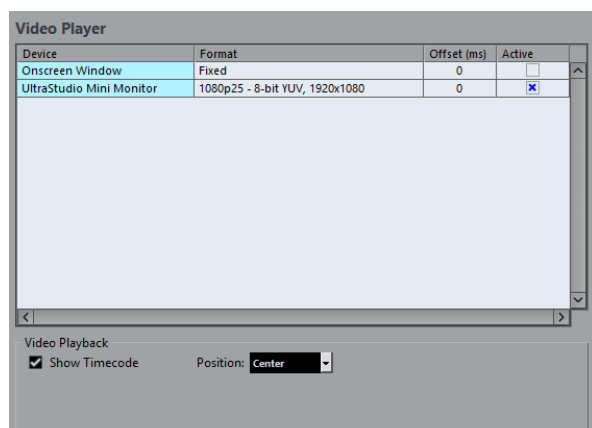 Video Player
Device Format Offset (ms) Active
Onscreen Window Fixed 0
UltraStudio Mini Monitor 1080p25 - 8-bit YUV, 1920x1080 0
Video Playback
Show Timecode Position: Center